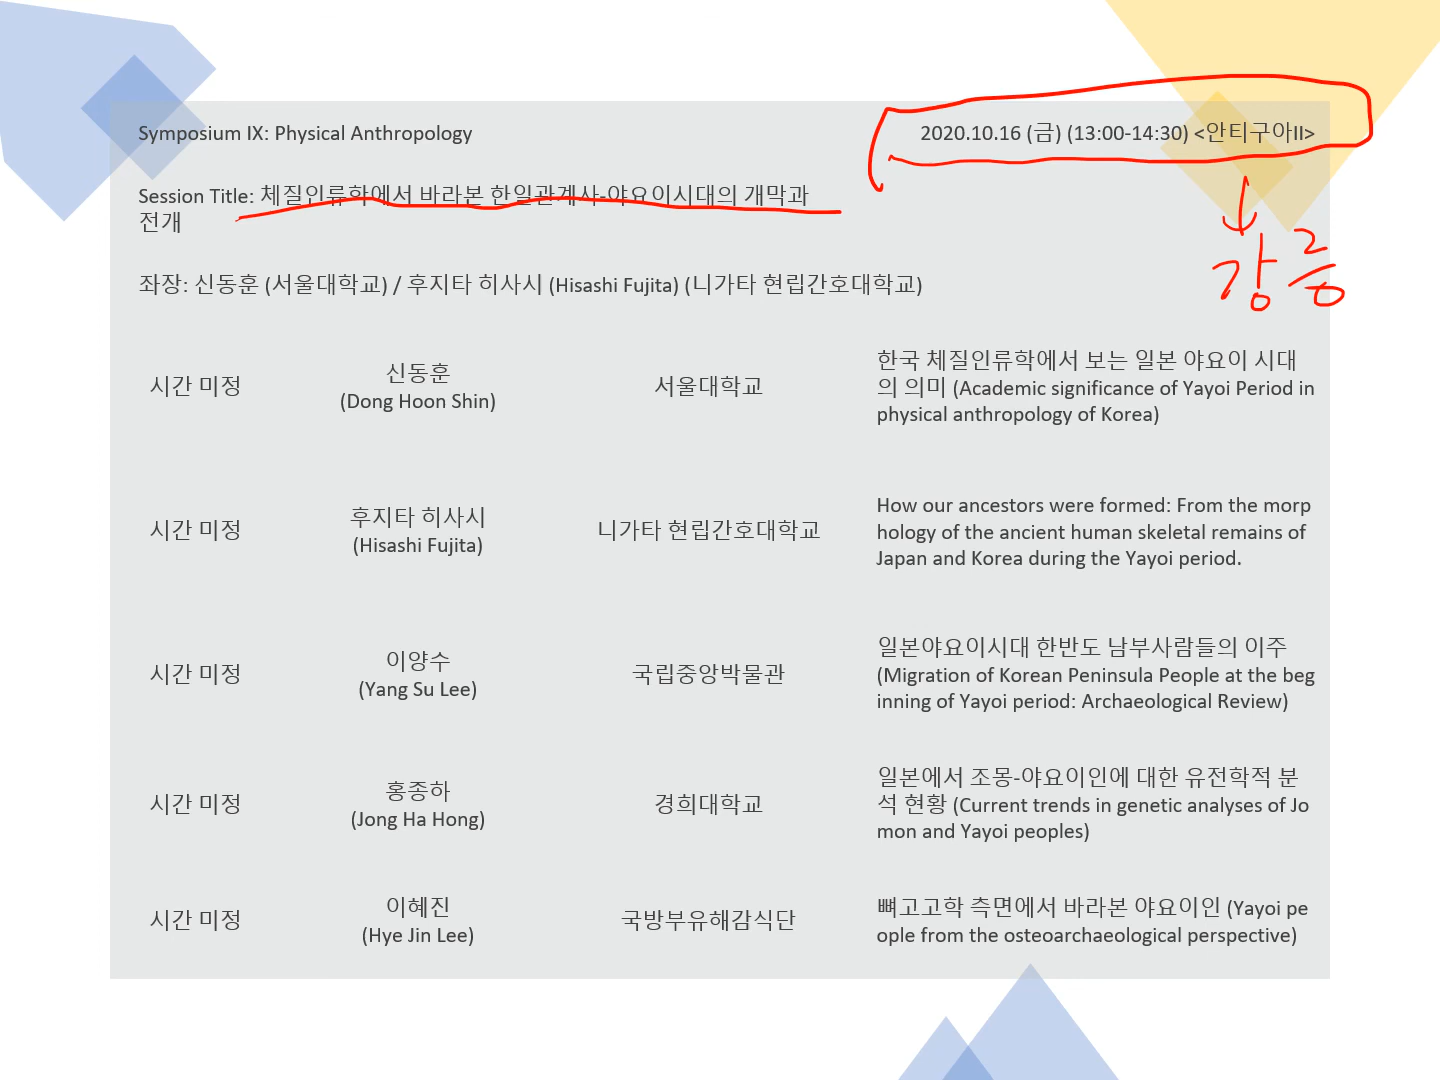 Symposium IX: Physical Anthropology
2020.10.16 (금) (13:00-14:30) <안티구아II>
Session Title: 체질인류학에서 바라본 한일관계사-야요이시대의 개막과
전개
강릉
좌장: 신동훈 (서울대학교) / 후지타 히사시 (Hisashi Fujita) (니가타 현립간호대학교)
시간 미정
신동훈
(Dong Hoon Shin)
서울대학교
한국 체질인류학에서 보는 일본 야요이 시대
의 의미 (Academic significance of Yayoi Period in
physical anthropology of Korea)
시간 미정
후지타 히사시
(Hisashi Fujita)
니가타 현립간호대학교
How our ancestors were formed: From the morp
hology of the ancient human skeletal remains of
Japan and Korea during the Yayoi period.
시간 미정
이양수
(Yang Su Lee)
국립중앙박물관
일본야요이시대 한반도 남부사람들의 이주
(Migration of Korean Peninsula People at the beg
inning of Yayoi period: Archaeological Review)
시간 미정
홍종하
(Jong Ha Hong)
경희대학교
일본에서 조몽-야요이인에 대한 유전학적 분
석 현황 (Current trends in genetic analyses of Jo
mon and Yayoi peoples)
시간 미정
이혜진
(Hye Jin Lee)
국방부유해감식단
뼈고고학 측면에서 바라본 야요이인 (Yayoi pe
ople from the osteoarchaeological perspective)